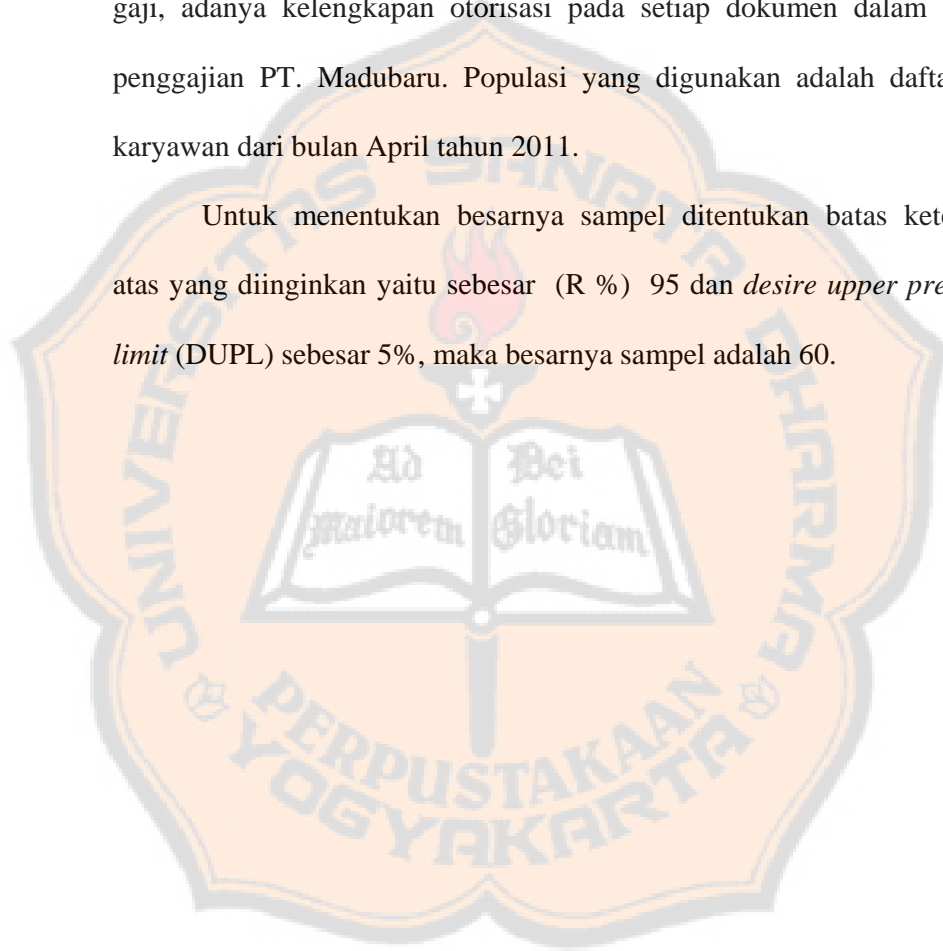 gaji, adanya kelengkapan otorisasi pada setiap dokumen dalam
penggajian PT. Madubaru. Populasi yang digunakan adalah dafta
karyawan dari bulan April tahun 2011.
Untuk menentukan besarnya sampel ditentukan batas kete
atas yang diinginkan yaitu sebesar (R %) 95 dan desire upper pre
limit (DUPL) sebesar 5%, maka besarnya sampel adalah 60.
UNIVERSITAS SANATA DHARMA
Ad Dei
maiorem Gloriam
PERPUSTAKAAN
YOGYAKARTA